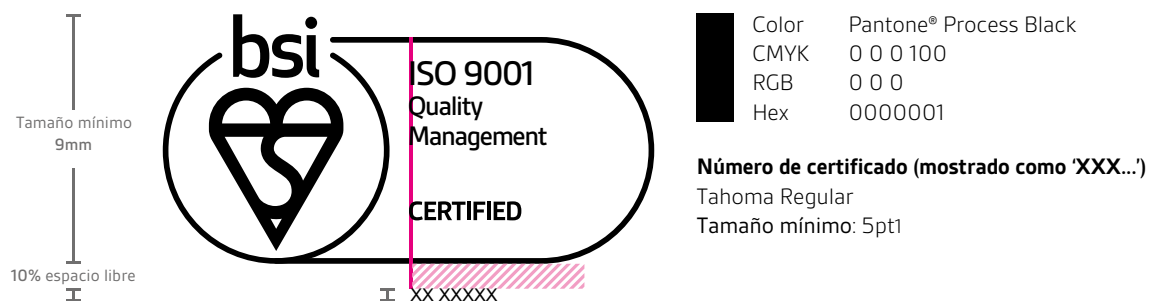 bsi
ISO 9001
Quality
Management
CERTIFIED
Tamaño mínimo
9mm
10% espacio libre
XX XXXXX
Color Pantone® Process Black
CMYK 0 0 0 100
RGB 0 0 0
Hex 0000001
Número de certificado (mostrado como ‘XXX...’)
Tahoma Regular
Tamaño mínimo: 5pt1